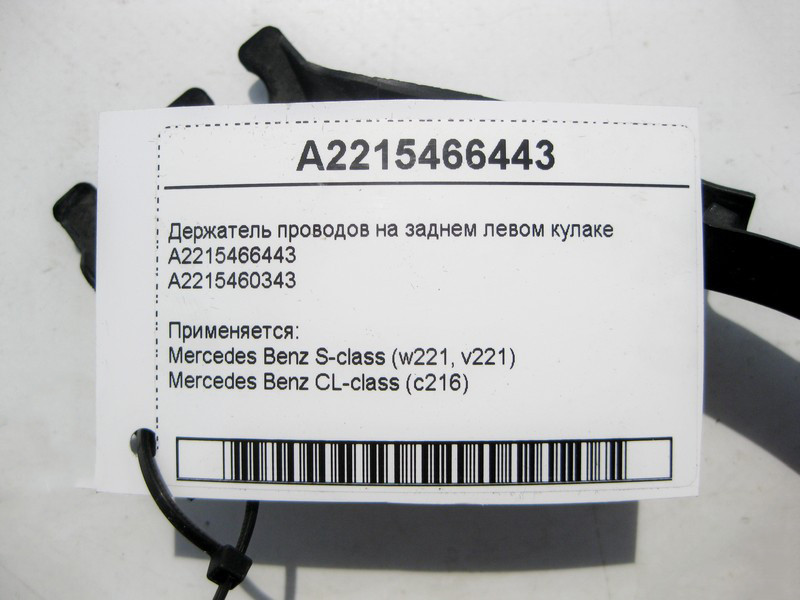 A2215466443
Держатель проводов на заднем левом кулаке
A2215466443
A2215460343
Применяется:
Mercedes Benz S-class (w221, v221)
Mercedes Benz CL-class (c216)